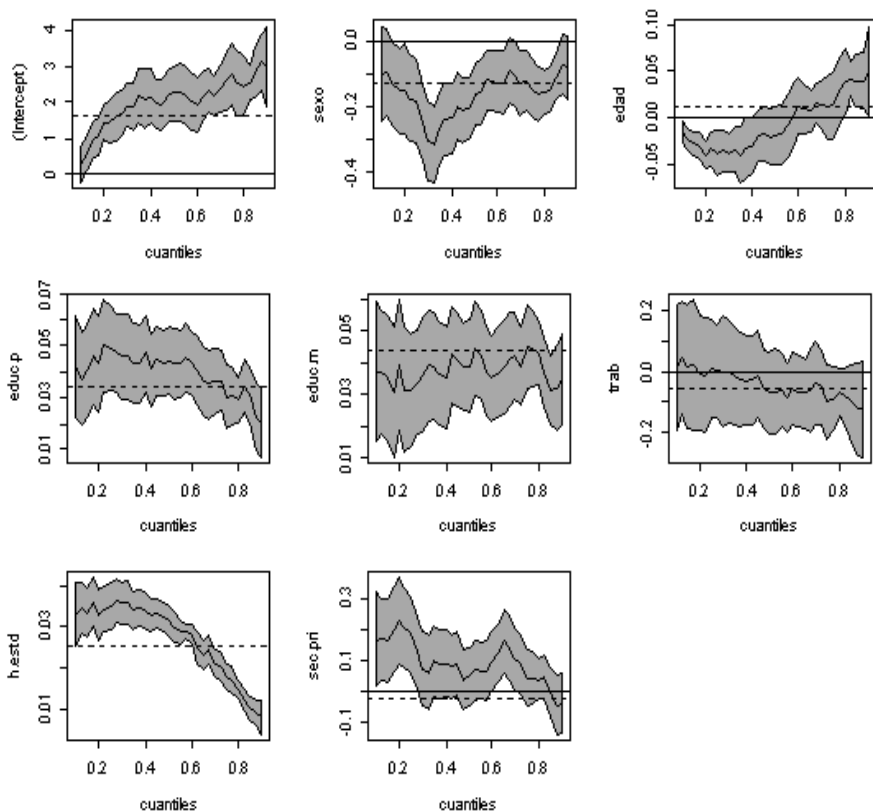 (Intercept)
0 1 2 3 4
0.2 0.4 0.6 0.8
cuantiles
sexo
-0.4 -0.2 0.0
0.2 0.4 0.6 0.8
cuantiles
edad
-0.05 0.00 0.05 0.10
0.2 0.4 0.6 0.8
cuantiles
educ.p
0.01 0.03 0.05 0.07
0.2 0.4 0.6 0.8
cuantiles
educ.m
0.01 0.03 0.05
0.2 0.4 0.6 0.8
cuantiles
trab
-0.2 0.0 0.2
0.2 0.4 0.6 0.8
cuantiles
h.estd
0.01 0.03
0.2 0.4 0.6 0.8
cuantiles
sec.pri
-0.1 0.1 0.3
0.2 0.4 0.6 0.8
cuantiles